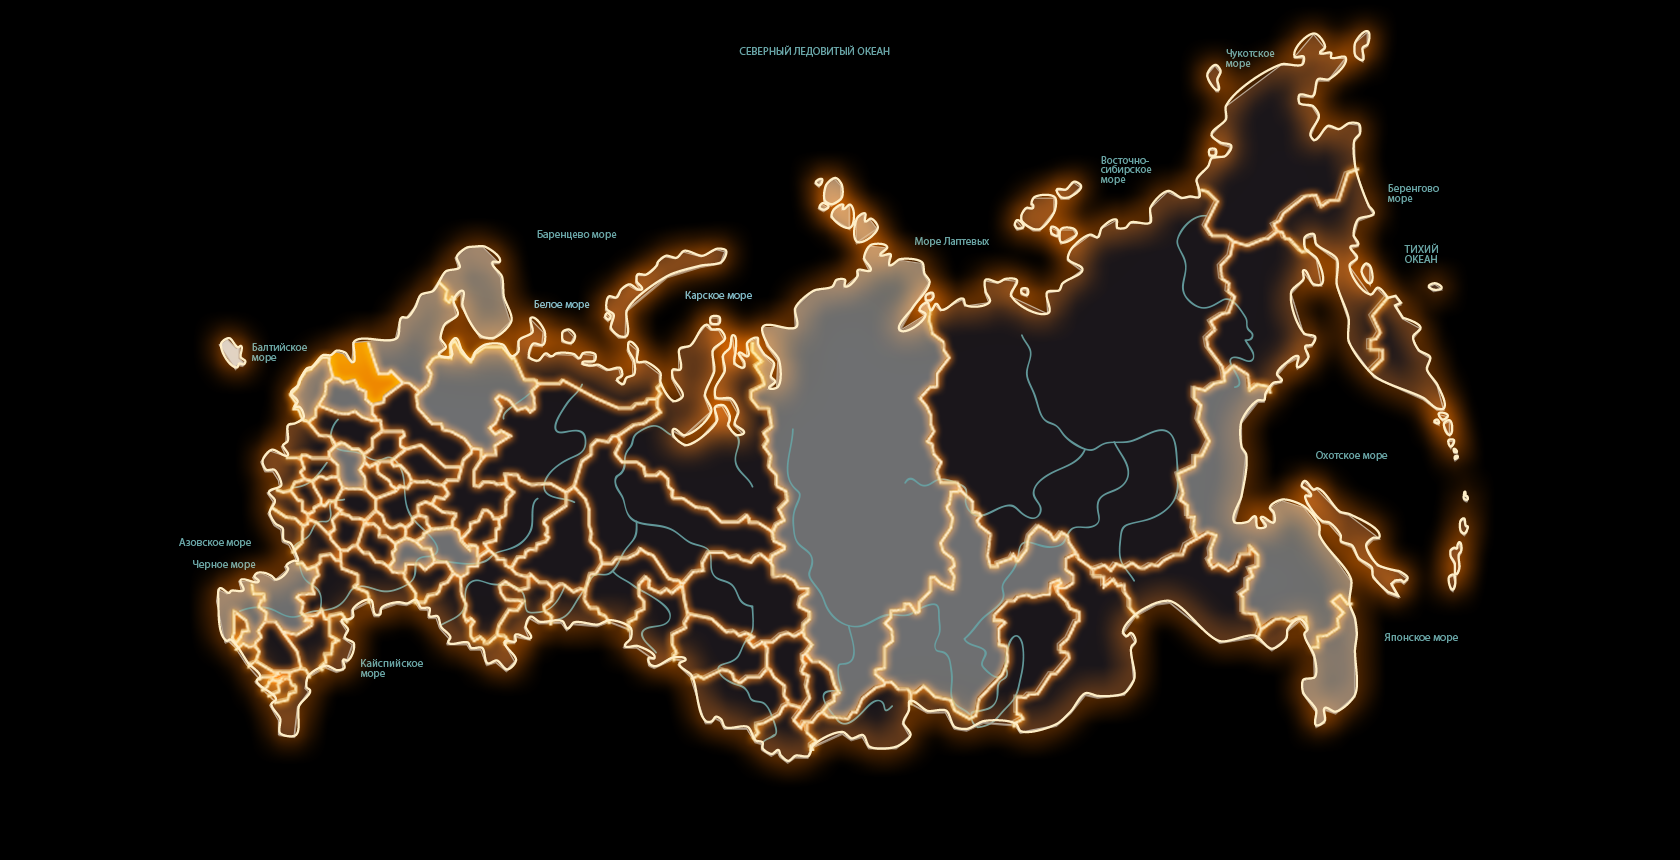 СЕВЕРНЫЙ ЛЕДОВИТЫЙ ОКЕАН
Чукотское
море
Восточно-
сибирское
море
Беренгово
море
Баренцево море
Море Лаптевых
ТИХИЙ
ОКЕАН
Белое море
Карское море
Балтийское
море
Охотское море
Азовское море
Черное море
Японское море
Кайспийское
море